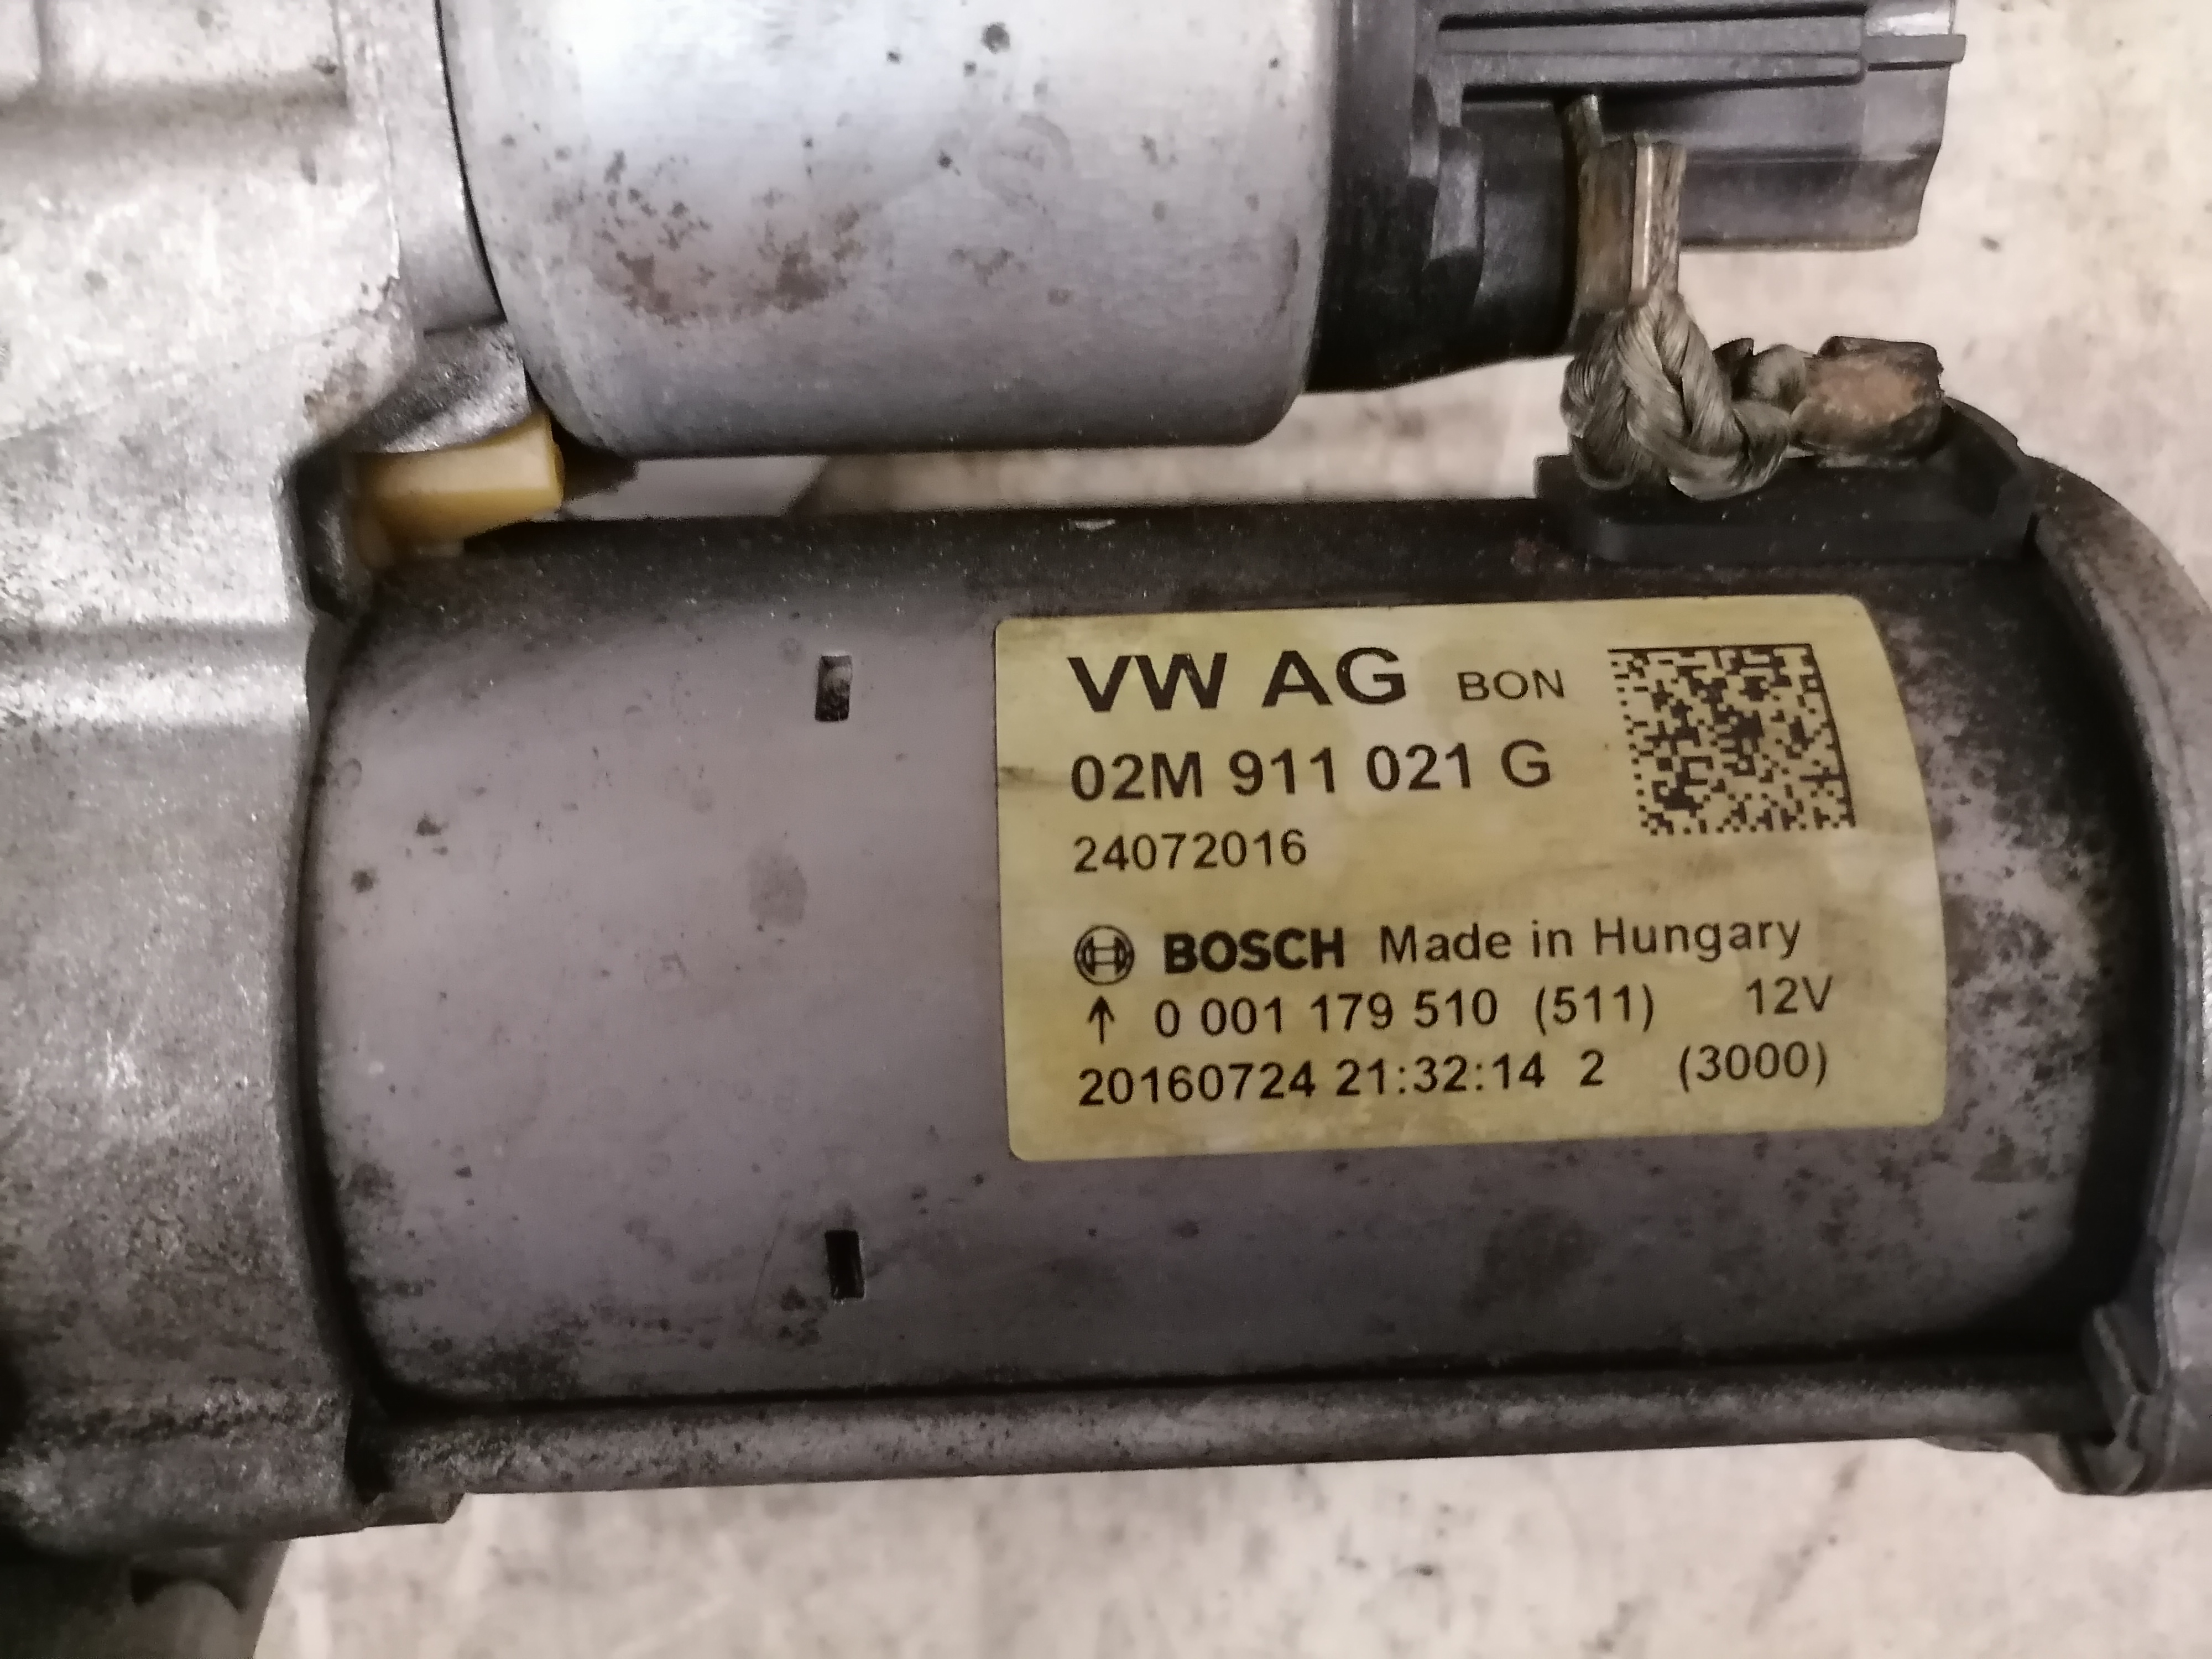 VW AG BON
02M 911 021 G
24072016
BOSCH Made in Hungary
↑ 0 001 179 510 (511) 12V
20160724 21:32:14 2 (3000)